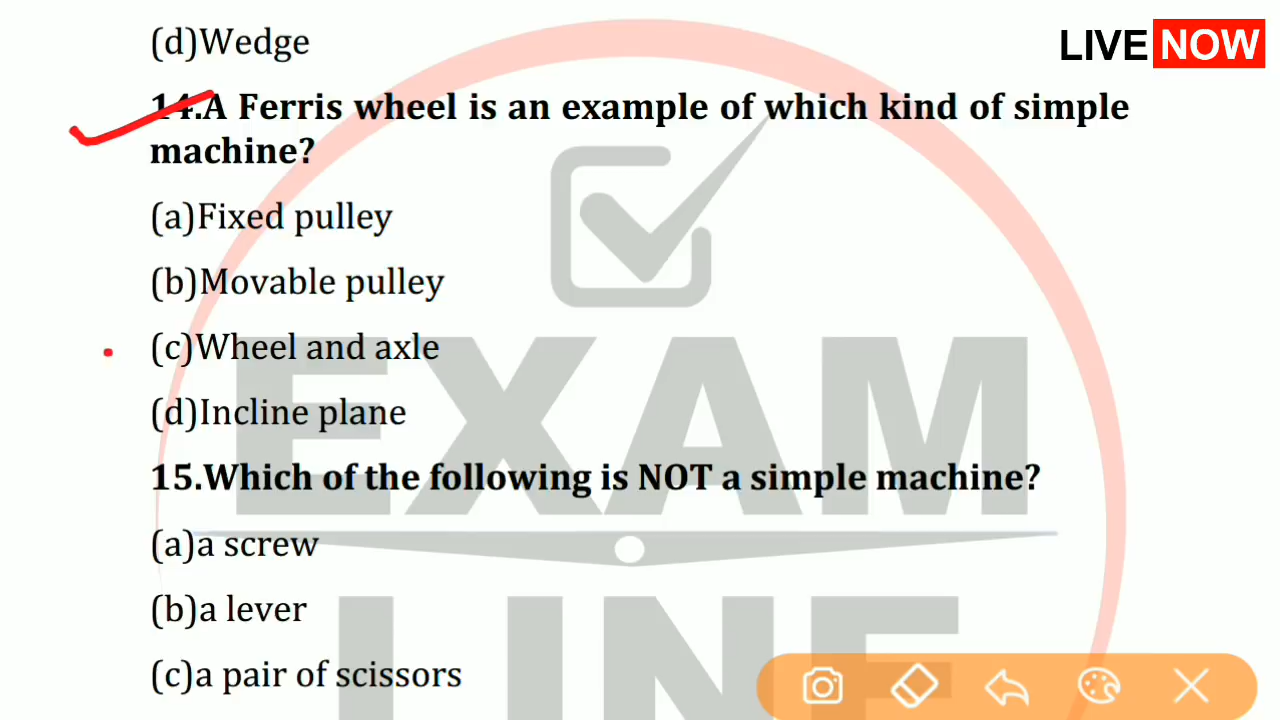 (d)Wedge
LIVE NOW
14.A Ferris wheel is an example of which kind of simple
machine?
(a)Fixed pulley
(b)Movable pulley
(c)Wheel and axle
(d)Incline plane
15.Which of the following is NOT a simple machine?
(a)a screw
(b)a lever
(c)a pair of scissors
EXAM
LINE